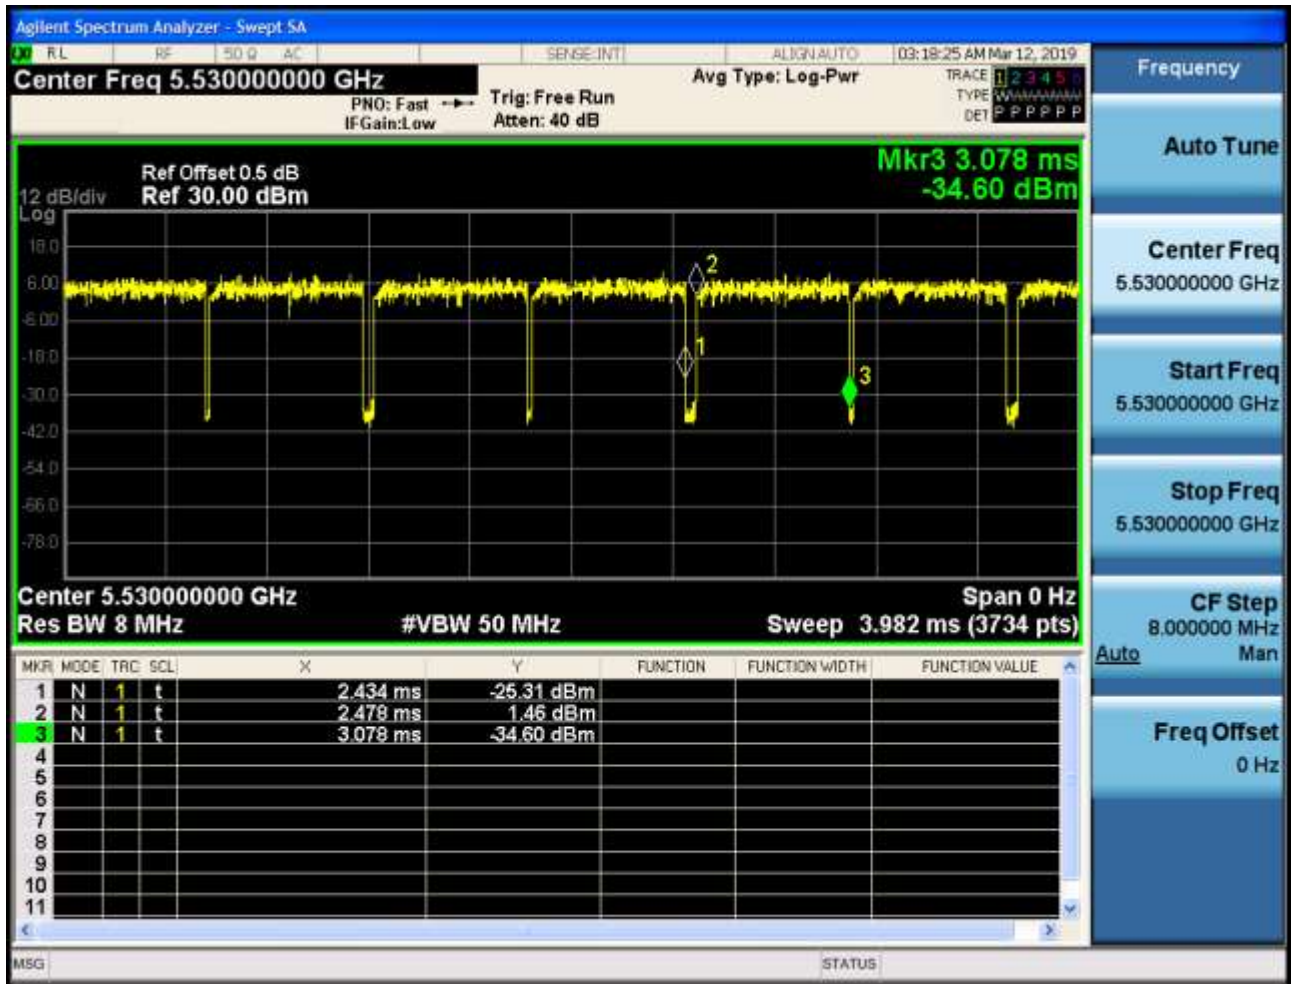 Agilent Spectrum Analyzer - Swept SA
RL RF 50 Ω AC SENSE:INT ALIGN AUTO 03:18:25 AM Mar 12, 2019
Center Freq 5.530000000 GHz
PNO: Fast
IFGain:Low
Trig: Free Run
Atten: 40 dB
Avg Type: Log-Pwr
TRACE 1 2 3 4 5 6
TYPE
DET P P P P P P
Mkr3 3.078 ms
-34.60 dBm
Ref Offset 0.5 dB
12 dB/div Ref 30.00 dBm
Log
18.0
6.00
-6.00
-18.0
-30.0
-42.0
-54.0
-66.0
-78.0
2
1
3
Center 5.530000000 GHz Span 0 Hz
Res BW 8 MHz #VBW 50 MHz Sweep 3.982 ms (3734 pts)
MKR MODE TRC SCL X Y FUNCTION FUNCTION WIDTH FUNCTION VALUE
1 N 1 t 2.434 ms -25.31 dBm
2 N 1 t 2.478 ms 1.46 dBm
3 N 1 t 3.078 ms -34.60 dBm
4
5
6
7
8
9
10
11
MSG STATUS
Frequency
Auto Tune
Center Freq
5.530000000 GHz
Start Freq
5.530000000 GHz
Stop Freq
5.530000000 GHz
CF Step
8.000000 MHz
Auto Man
Freq Offset
0 Hz